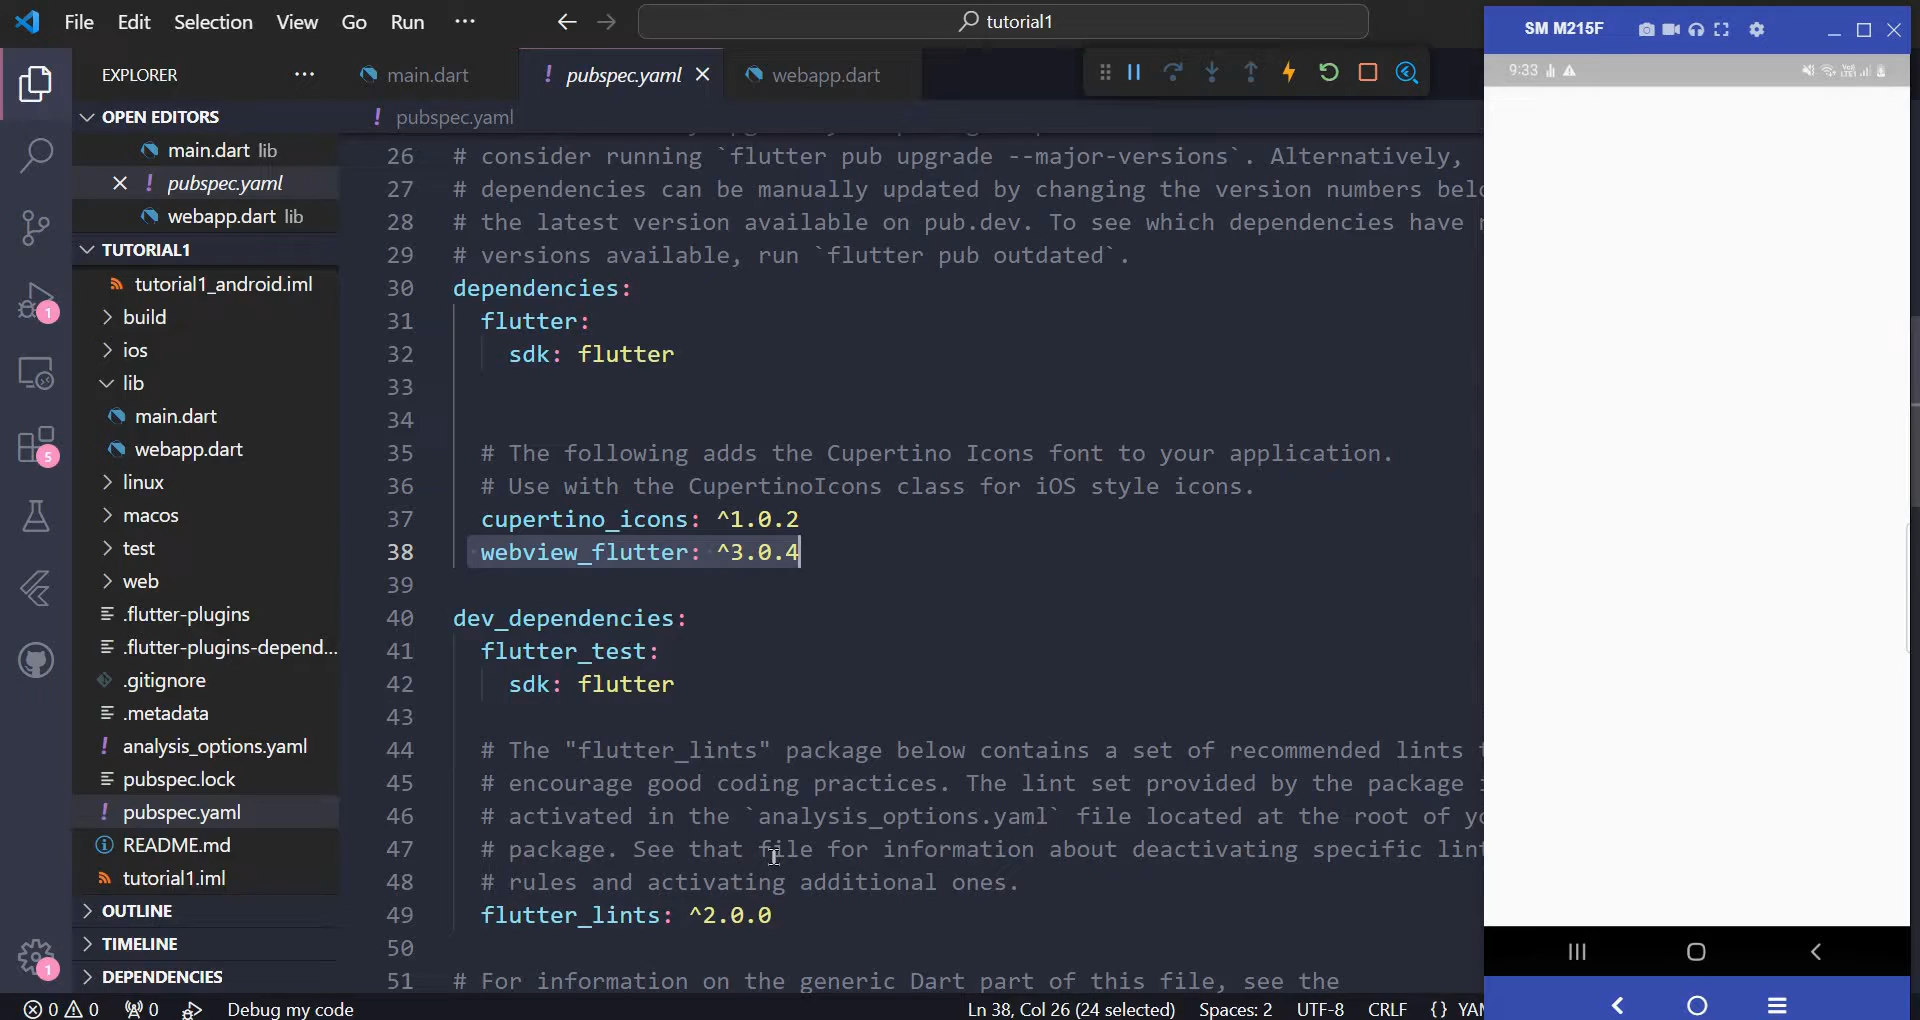 File Edit Selection View Go Run ··· tutorial1
SM M215F
EXPLORER ···
main.dart
! pubspec.yaml
webapp.dart
9:33
OPEN EDITORS
! pubspec.yaml
main.dart lib
! pubspec.yaml
webapp.dart lib
TUTORIAL1
tutorial1_android.iml
build
ios
lib
main.dart
webapp.dart
linux
macos
test
web
.flutter-plugins
.flutter-plugins-depend...
.gitignore
.metadata
! analysis_options.yaml
pubspec.lock
! pubspec.yaml
README.md
tutorial1.iml
OUTLINE
TIMELINE
DEPENDENCIES
1
5
1
26 # consider running `flutter pub upgrade --major-versions`. Alternatively,
27 # dependencies can be manually updated by changing the version numbers
28 # the latest version available on pub.dev. To see which dependencies have
29 # versions available, run `flutter pub outdated`.
30 dependencies:
31 flutter:
32 sdk: flutter
33
34
35 # The following adds the Cupertino Icons font to your application.
36 # Use with the CupertinoIcons class for iOS style icons.
37 cupertino_icons: ^1.0.2
38 webview_flutter: ^3.0.4
39
40 dev_dependencies:
41 flutter_test:
42 sdk: flutter
43
44 # The "flutter_lints" package below contains a set of recommended lints
45 # encourage good coding practices. The lint set provided by the package
46 # activated in the `analysis_options.yaml` file located at the root of
47 # package. See that file for information about deactivating specific
48 # rules and activating additional ones.
49 flutter_lints: ^2.0.0
50
51 # For information on the generic Dart part of this file, see the
0 0 0 Debug my code Ln 38, Col 26 (24 selected) Spaces: 2 UTF-8 CRLF {}